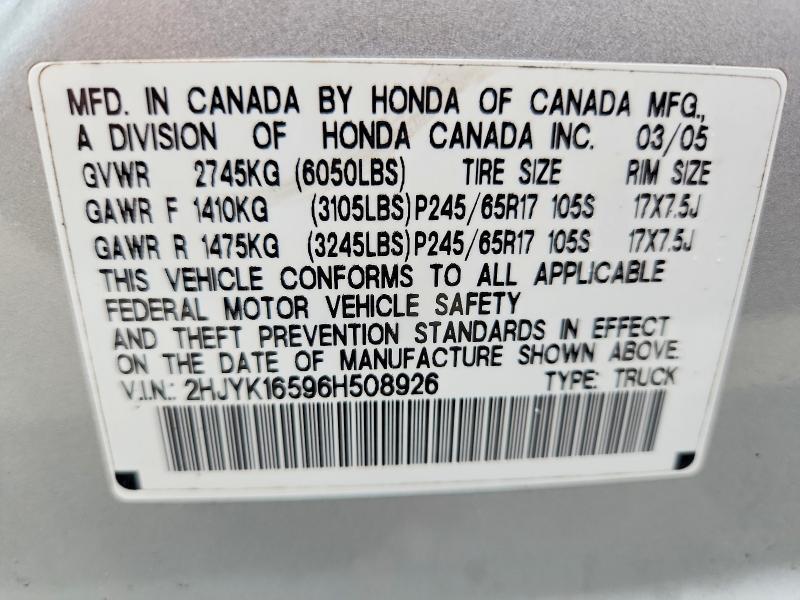 MFD. IN CANADA BY HONDA OF CANADA MFG.,
A DIVISION OF HONDA CANADA INC. 03/05
GVWR 2745KG (6050LBS) TIRE SIZE RIM SIZE
GAWR F 1410KG (3105LBS) P245/65R17 105S 17X7.5J
GAWR R 1475KG (3245LBS) P245/65R17 105S 17X7.5J
THIS VEHICLE CONFORMS TO ALL APPLICABLE
FEDERAL MOTOR VEHICLE SAFETY
AND THEFT PREVENTION STANDARDS IN EFFECT
ON THE DATE OF MANUFACTURE SHOWN ABOVE.
V.I.N.: 2HJYK16596H508926 TYPE: TRUCK